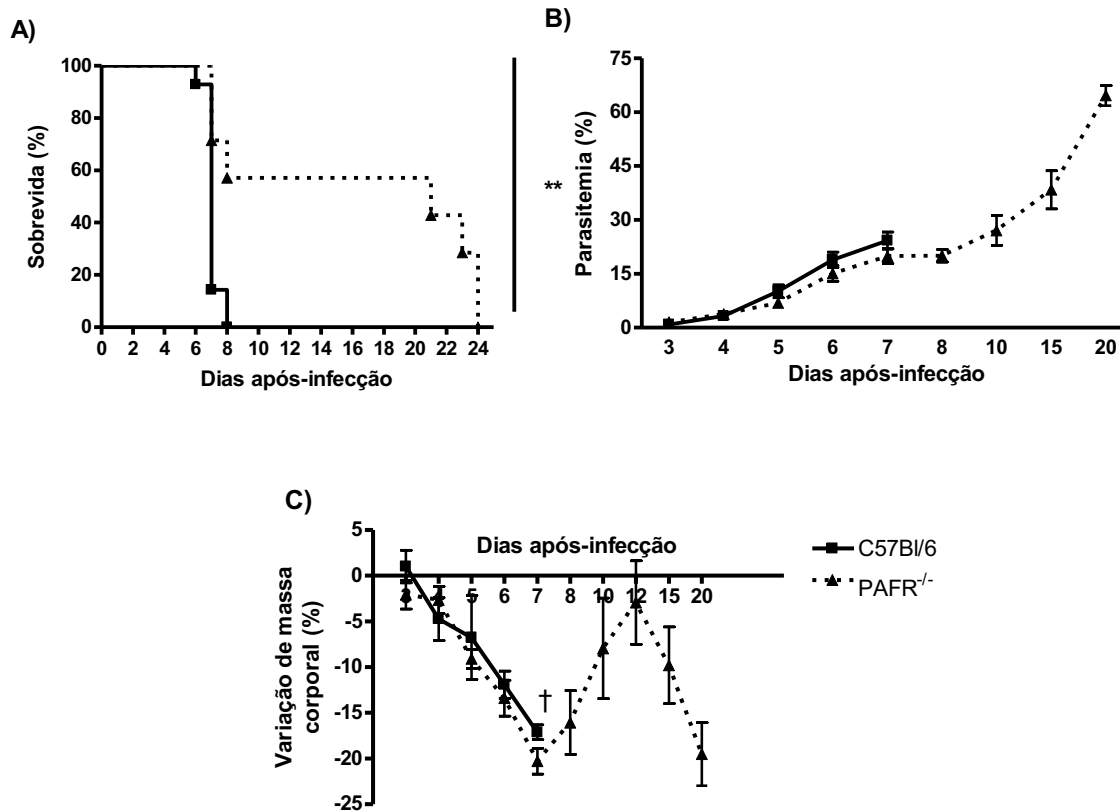 A)
Sobrevida (%)
100
80
60
40
20
0
0 2 4 6 8 10 12 14 16 18 20 22 24
Dias após-infecção
**
B)
Parasitemia (%)
75
60
45
30
15
0
3 4 5 6 7 8 10 15 20
Dias após-infecção
C)
Variação de massa
corporal (%)
5
0
-5
-10
-15
-20
-25
Dias após-infecção
5 6 7 8 10 12 15 20
†
C57Bl/6
PAFR-/-